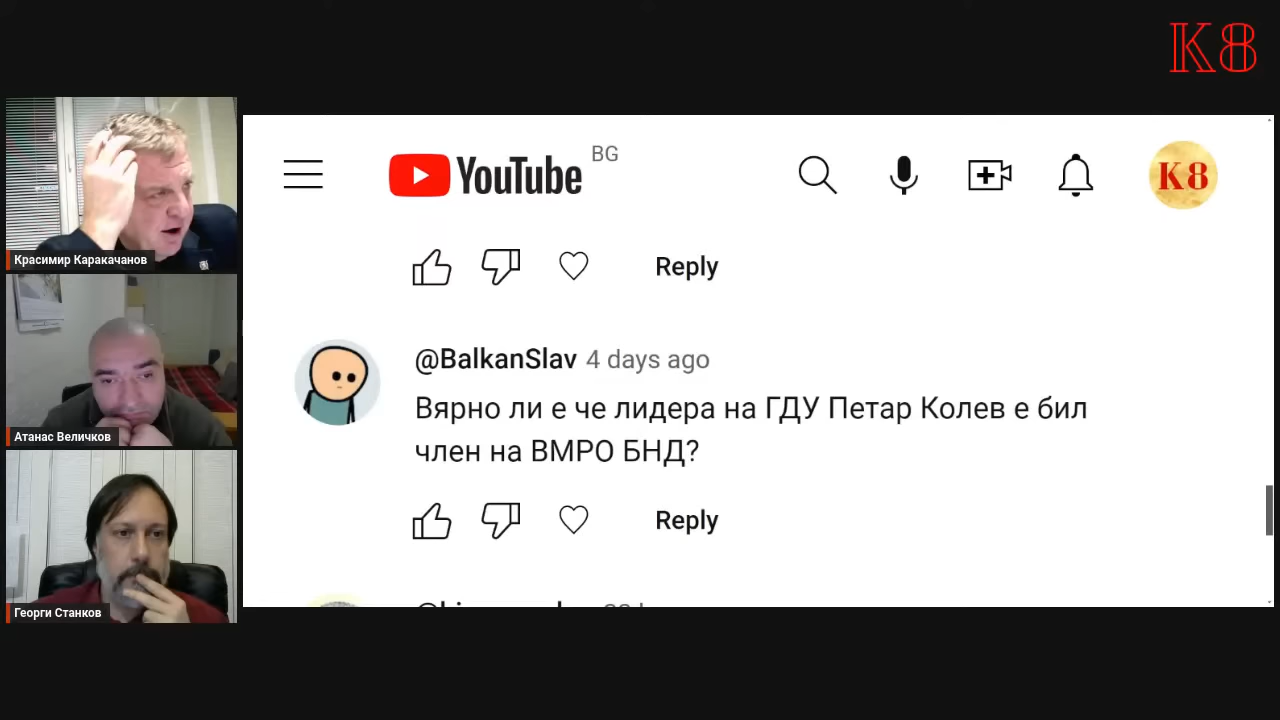 K8
Красимир Каракачанов
Атанас Величков
Георги Станков
YouTube BG
K8
Reply
@BalkanSlav 4 days ago
Вярно ли е че лидера на ГДУ Петар Колев е бил
член на ВМРО БНД?
Reply